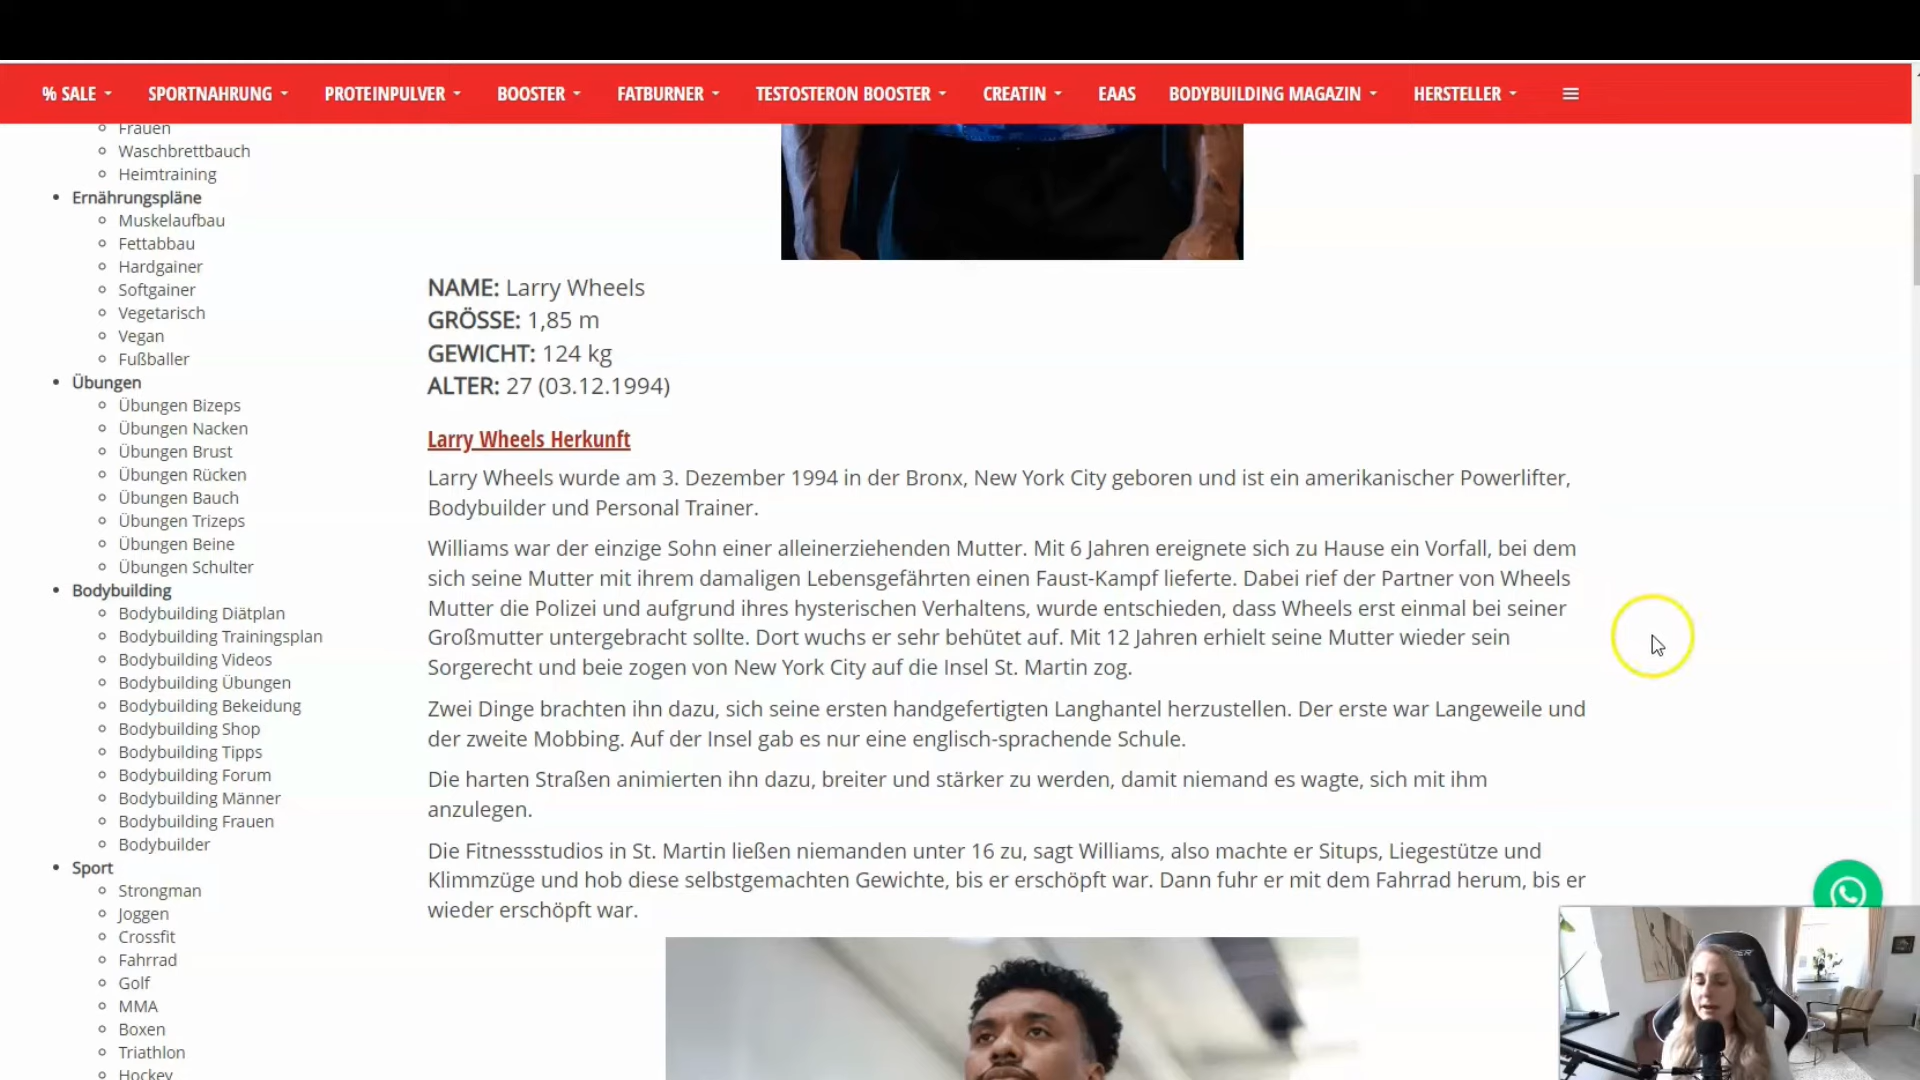 % SALE SPORTNAHRUNG PROTEINPULVER BOOSTER FATBURNER TESTOSTERON BOOSTER CREATIN EAAS BODYBUILDING MAGAZIN HERSTELLER
Frauen
Waschbrettbauch
Heimtraining
Ernährungspläne
Muskelaufbau
Fettabbau
Hardgainer
Softgainer
Vegetarisch
Vegan
Fußballer
Übungen
Übungen Bizeps
Übungen Nacken
Übungen Brust
Übungen Rücken
Übungen Bauch
Übungen Trizeps
Übungen Beine
Übungen Schulter
Bodybuilding
Bodybuilding Diätplan
Bodybuilding Trainingsplan
Bodybuilding Videos
Bodybuilding Übungen
Bodybuilding Bekeidung
Bodybuilding Shop
Bodybuilding Tipps
Bodybuilding Forum
Bodybuilding Männer
Bodybuilding Frauen
Bodybuilder
Sport
Strongman
Joggen
Crossfit
Fahrrad
Golf
MMA
Boxen
Triathlon
Hockey
NAME: Larry Wheels
GRÖSSE: 1,85 m
GEWICHT: 124 kg
ALTER: 27 (03.12.1994)
Larry Wheels Herkunft
Larry Wheels wurde am 3. Dezember 1994 in der Bronx, New York City geboren und ist ein amerikanischer Powerlifter,
Bodybuilder und Personal Trainer.
Williams war der einzige Sohn einer alleinerziehenden Mutter. Mit 6 Jahren ereignete sich zu Hause ein Vorfall, bei dem
sich seine Mutter mit ihrem damaligen Lebensgefährten einen Faust-Kampf lieferte. Dabei rief der Partner von Wheels
Mutter die Polizei und aufgrund ihres hysterischen Verhaltens, wurde entschieden, dass Wheels erst einmal bei seiner
Großmutter untergebracht sollte. Dort wuchs er sehr behütet auf. Mit 12 Jahren erhielt seine Mutter wieder sein
Sorgerecht und beie zogen von New York City auf die Insel St. Martin zog.
Zwei Dinge brachten ihn dazu, sich seine ersten handgefertigten Langhantel herzustellen. Der erste war Langeweile und
der zweite Mobbing. Auf der Insel gab es nur eine englisch-sprachende Schule.
Die harten Straßen animierten ihn dazu, breiter und stärker zu werden, damit niemand es wagte, sich mit ihm
anzulegen.
Die Fitnessstudios in St. Martin ließen niemanden unter 16 zu, sagt Williams, also machte er Situps, Liegestütze und
Klimmzüge und hob diese selbstgemachten Gewichte, bis er erschöpft war. Dann fuhr er mit dem Fahrrad herum, bis er
wieder erschöpft war.